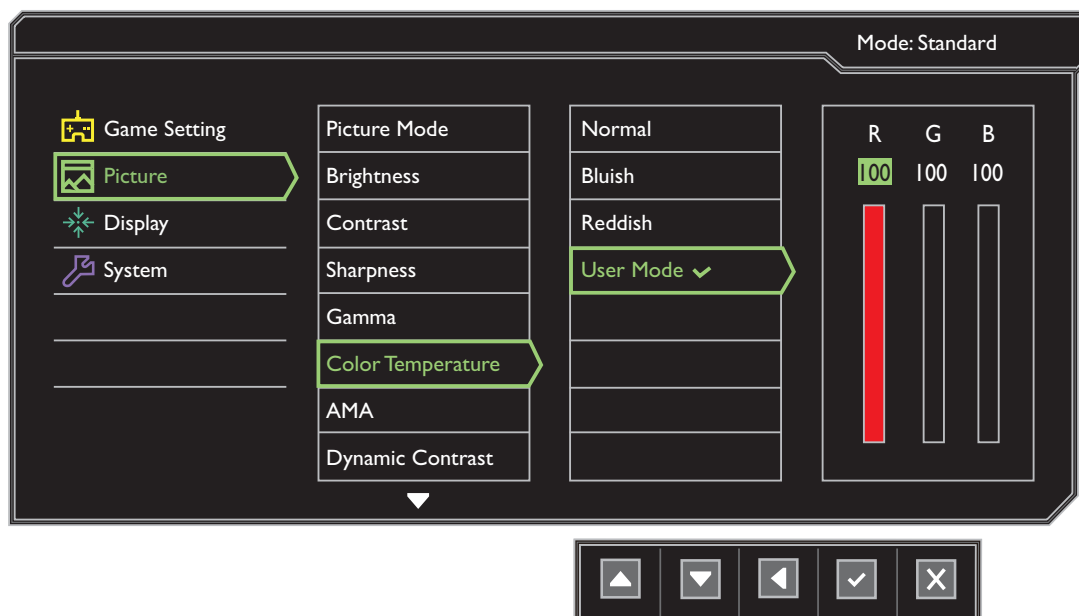 Mode: Standard
Game Setting
Picture
Display
System
Picture Mode
Brightness
Contrast
Sharpness
Gamma
Color Temperature
AMA
Dynamic Contrast
Normal
Bluish
Reddish
User Mode
R G B
100 100 100